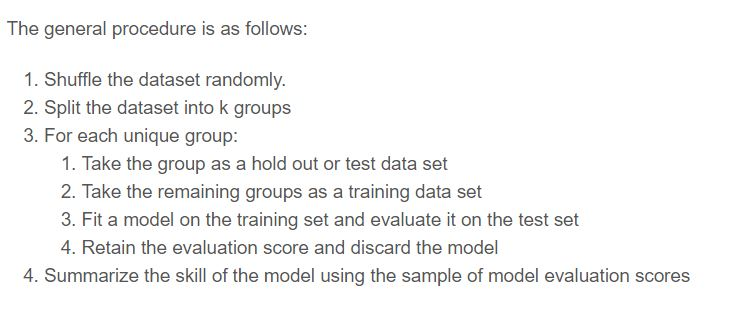 The general procedure is as follows:
1. Shuffle the dataset randomly.
2. Split the dataset into k groups
3. For each unique group:
1. Take the group as a hold out or test data set
2. Take the remaining groups as a training data set
3. Fit a model on the training set and evaluate it on the test set
4. Retain the evaluation score and discard the model
4. Summarize the skill of the model using the sample of model evaluation scores